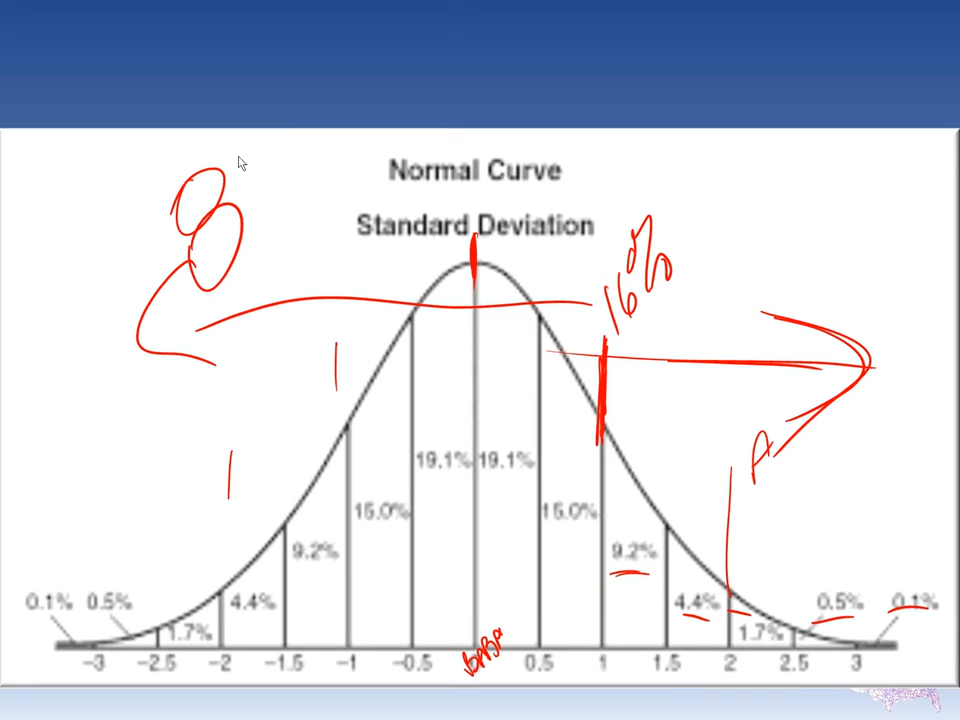 Normal Curve
Standard Deviation
8
16%
A
19.1% 19.1%
15.0% 15.0%
9.2% 9.2%
0.1% 0.5% 4.4% 4.4% 0.5% 0.1%
1.7% 1.7%
−3 −2.5 −2 −1.5 −1 −0.5 0.5 1 1.5 2 2.5 3